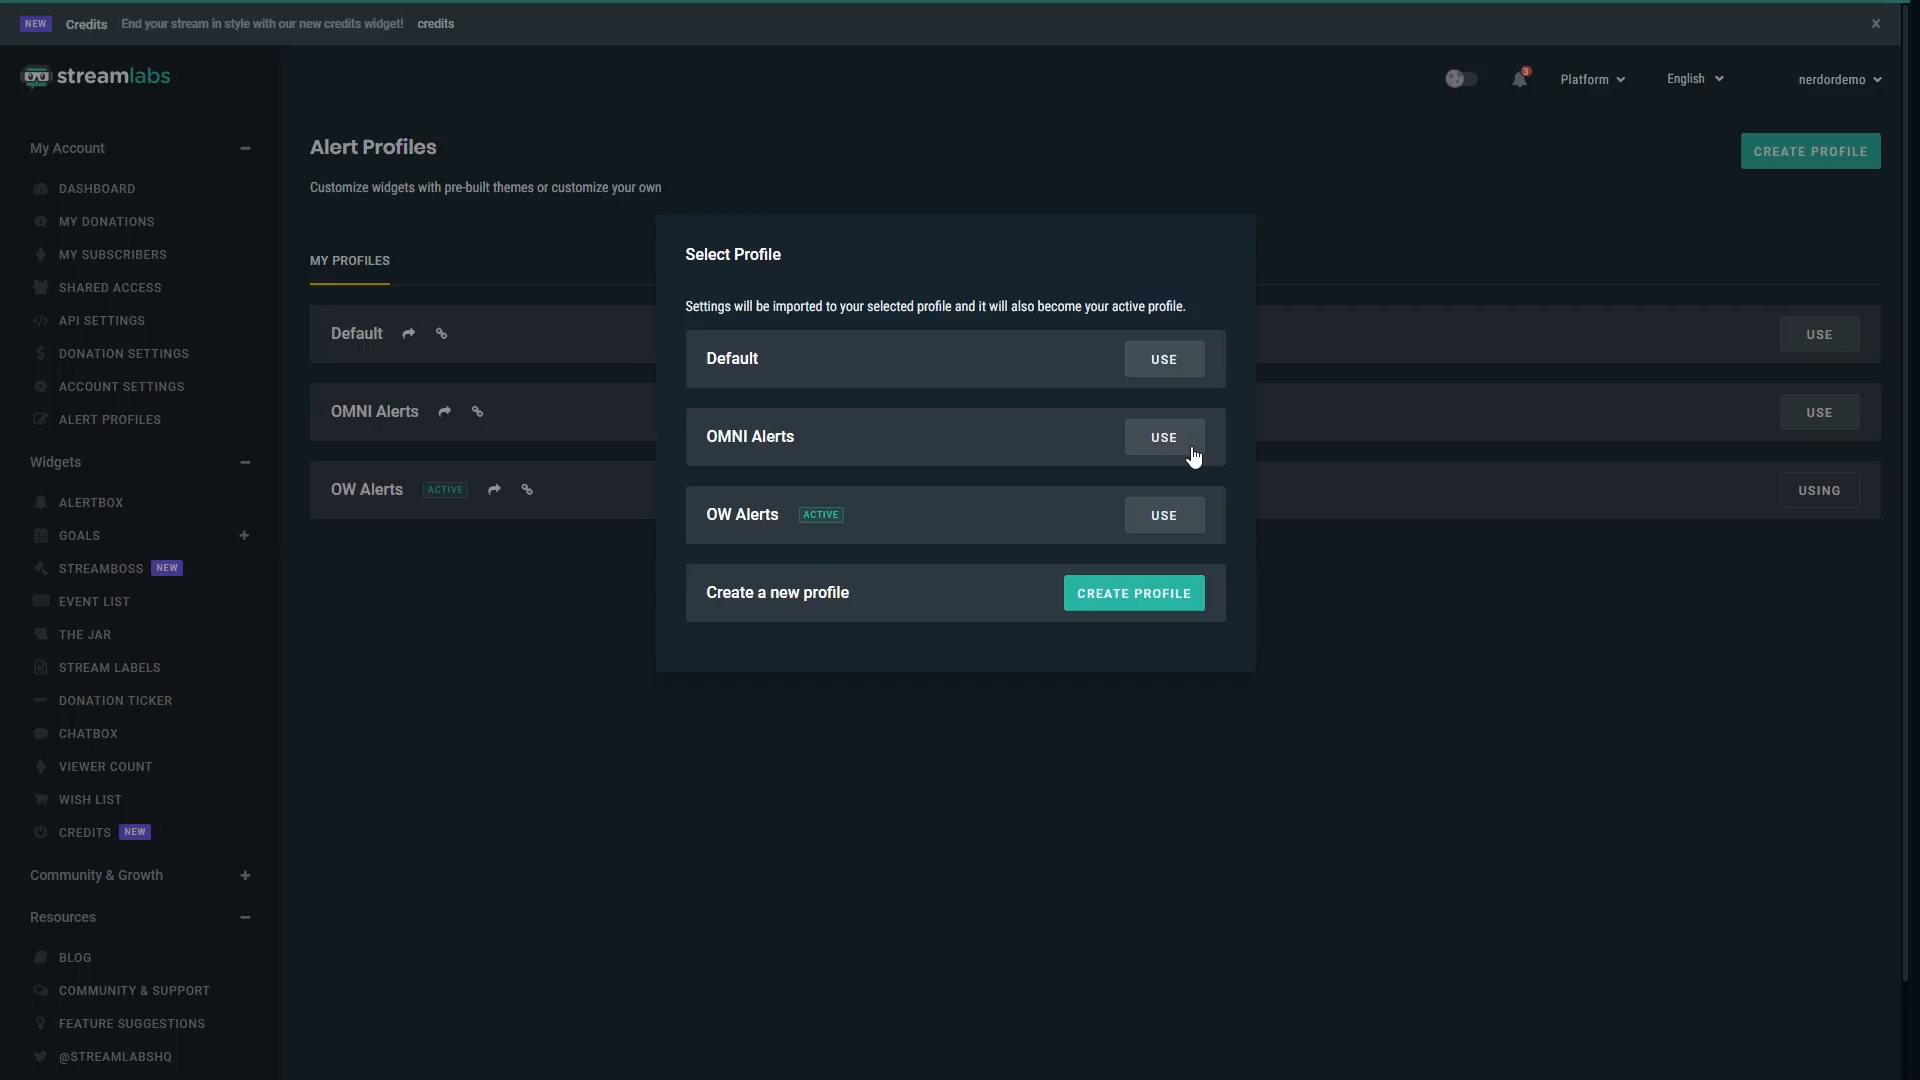 NEW Credits End your stream in style with our new credits widget! credits
streamlabs
3
Platform
English
nerdordemo
My Account
DASHBOARD
MY DONATIONS
MY SUBSCRIBERS
SHARED ACCESS
API SETTINGS
DONATION SETTINGS
ACCOUNT SETTINGS
ALERT PROFILES
Widgets
ALERTBOX
GOALS
STREAMBOSS NEW
EVENT LIST
THE JAR
STREAM LABELS
DONATION TICKER
CHATBOX
VIEWER COUNT
WISH LIST
CREDITS NEW
Community & Growth
Resources
BLOG
COMMUNITY & SUPPORT
FEATURE SUGGESTIONS
@STREAMLABSHQ
Alert Profiles
CREATE PROFILE
Customize widgets with pre-built themes or customize your own
MY PROFILES
Default
USE
OMNI Alerts
USE
OW Alerts ACTIVE
USING
Select Profile
Settings will be imported to your selected profile and it will also become your active profile.
Default
USE
OMNI Alerts
USE
OW Alerts ACTIVE
USE
Create a new profile
CREATE PROFILE